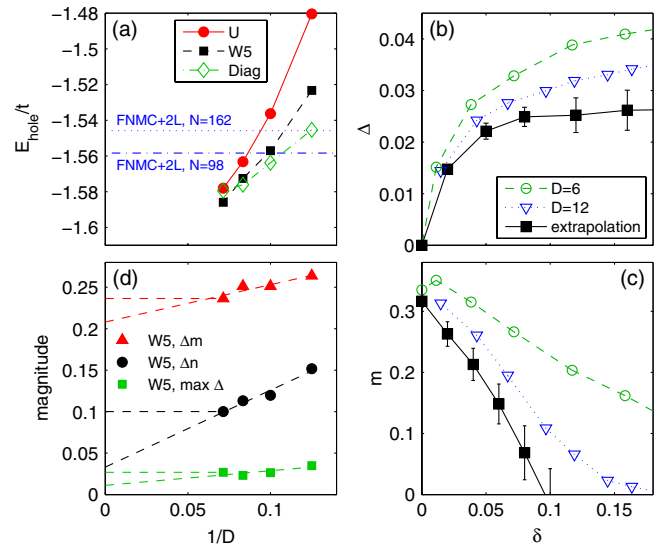 (a)
U
W5
Diag
FNMC+2L, N=162
FNMC+2L, N=98
E_hole/t
−1.48
−1.5
−1.52
−1.54
−1.56
−1.58
−1.6
(b)
Δ
0.04
0.03
0.02
0.01
0
D=6
D=12
extrapolation
(d)
W5, Δm
W5, Δn
W5, max Δ
magnitude
0.25
0.2
0.15
0.1
0.05
0
0
0.05
0.1
1/D
(c)
m
0.3
0.2
0.1
0
0.00
0.05
0.10
0.15
δ